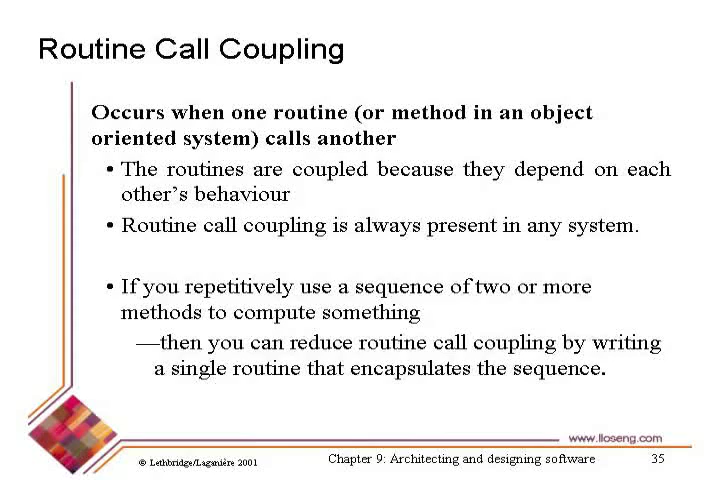 Routine Call Coupling
Occurs when one routine (or method in an object
oriented system) calls another
• The routines are coupled because they depend on each
other’s behaviour
• Routine call coupling is always present in any system.
• If you repetitively use a sequence of two or more
methods to compute something
—then you can reduce routine call coupling by writing
a single routine that encapsulates the sequence.
www.lloseng.com
© Lethbridge/Laganière 2001
Chapter 9: Architecting and designing software
35